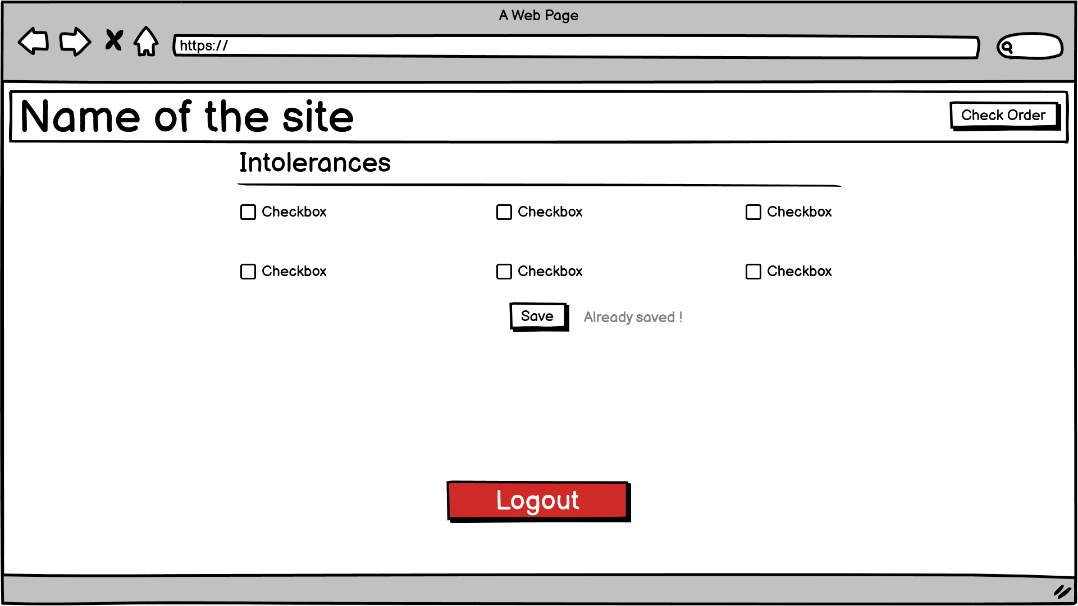 A Web Page
https://
Name of the site
Check Order
Intolerances
Checkbox Checkbox Checkbox
Checkbox Checkbox Checkbox
Save Already saved !
Logout